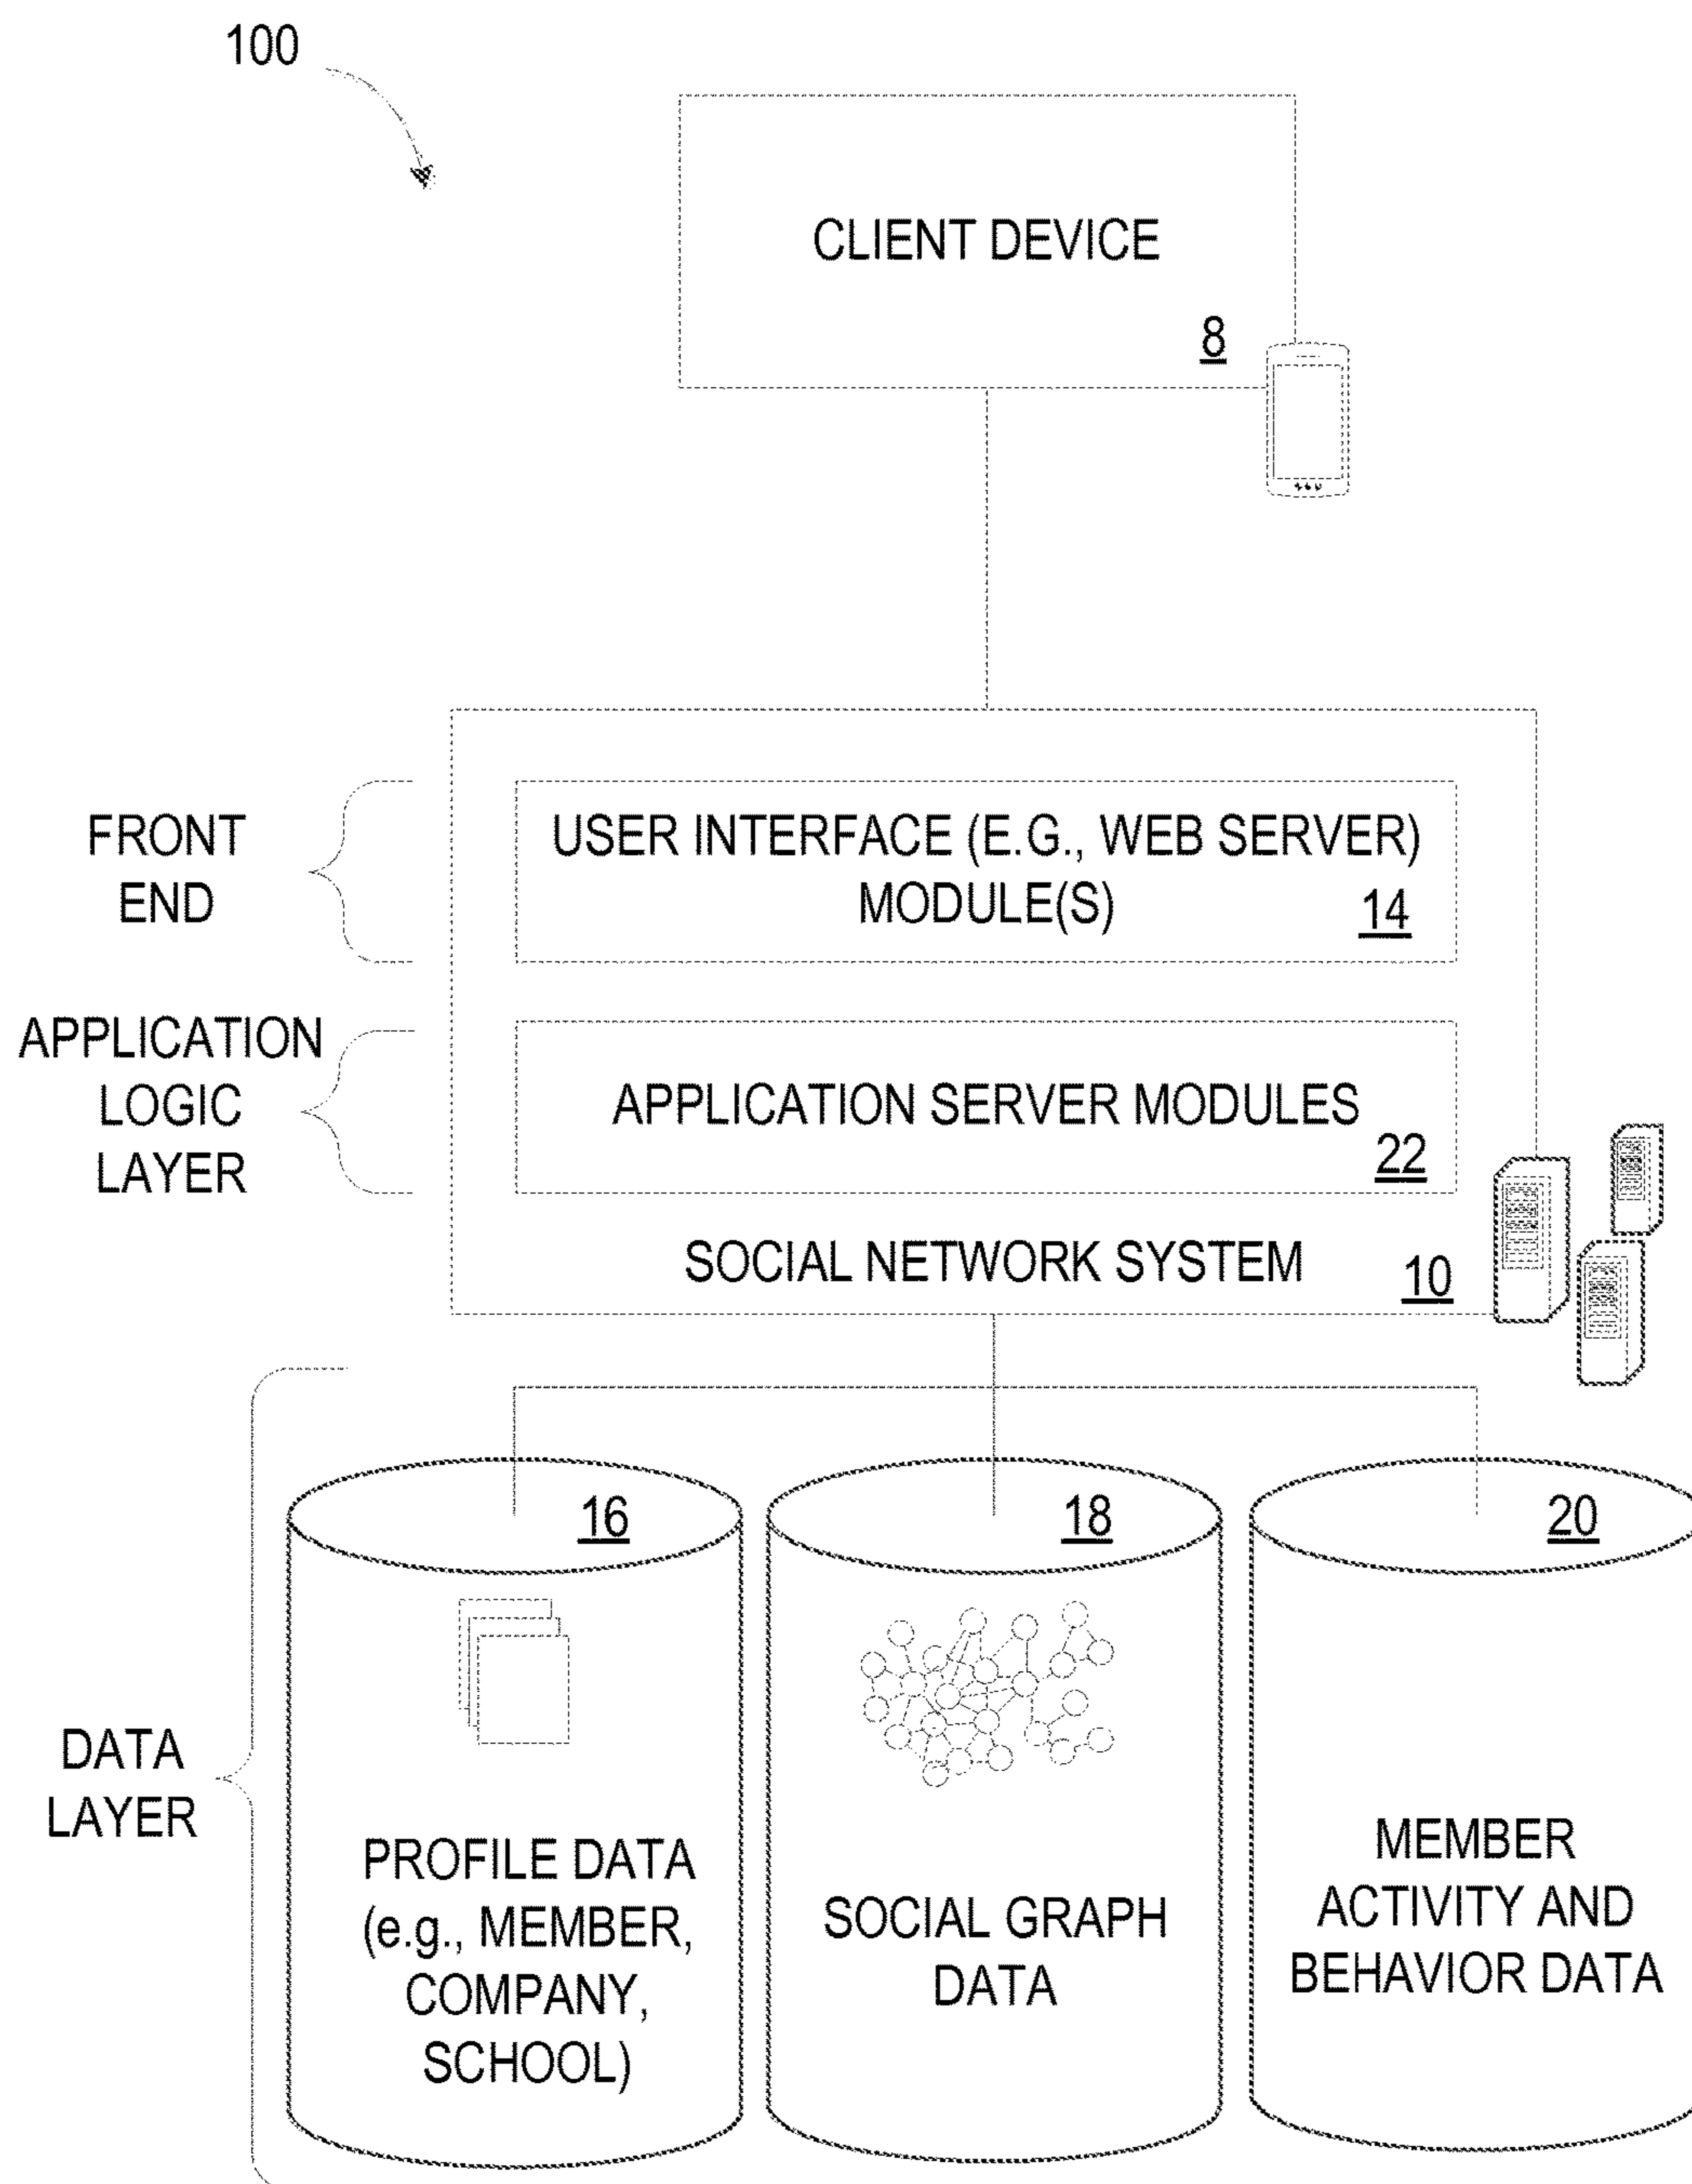 100
CLIENT DEVICE
8
FRONT
END
USER INTERFACE (E.G., WEB SERVER)
MODULE(S)
14
APPLICATION
LOGIC
LAYER
APPLICATION SERVER MODULES
22
SOCIAL NETWORK SYSTEM
10
DATA
LAYER
16
PROFILE DATA
(e.g., MEMBER,
COMPANY,
SCHOOL)
18
SOCIAL GRAPH
DATA
20
MEMBER
ACTIVITY AND
BEHAVIOR DATA